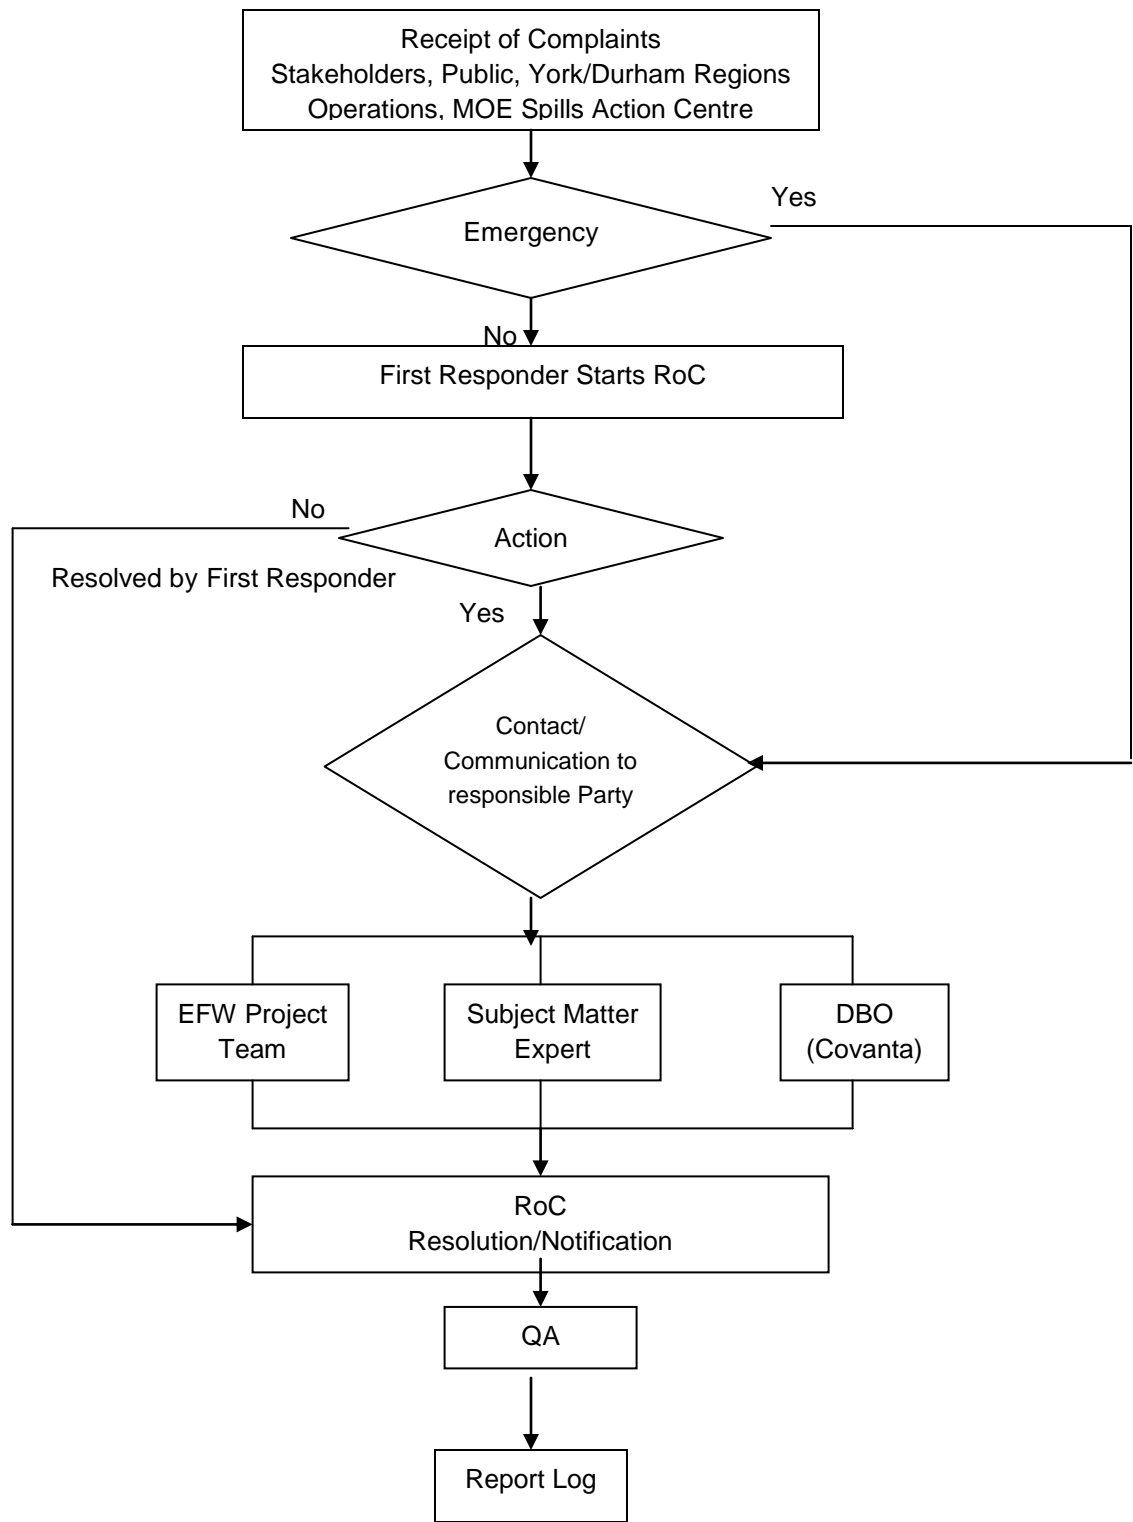 Receipt of Complaints
Stakeholders, Public, York/Durham Regions
Operations, MOE Spills Action Centre
Yes
Emergency
No
First Responder Starts RoC
No
Action
Resolved by First Responder
Yes
Contact/
Communication to
responsible Party
EFW Project
Team
Subject Matter
Expert
DBO
(Covanta)
RoC
Resolution/Notification
QA
Report Log